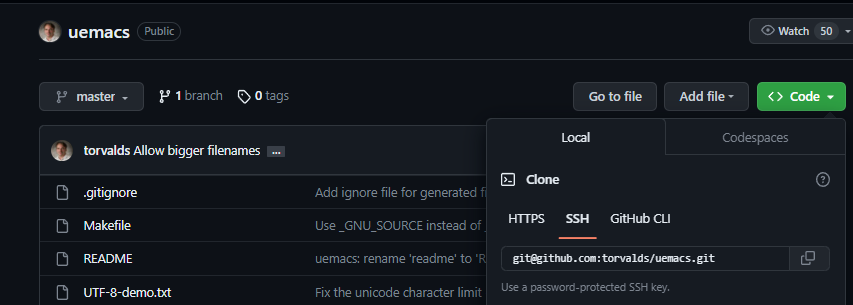 uemacs Public Watch 50
master 1 branch 0 tags Go to file Add file <> Code
Local Codespaces
torvalds Allow bigger filenames ...
Clone
.gitignore Add ignore file for generated fi
HTTPS SSH GitHub CLI
Makefile Use _GNU_SOURCE instead of _
git@github.com:torvalds/uemacs.git
README uemacs: rename 'readme' to 'R
Use a password-protected SSH key.
UTF-8-demo.txt Fix the unicode character limit